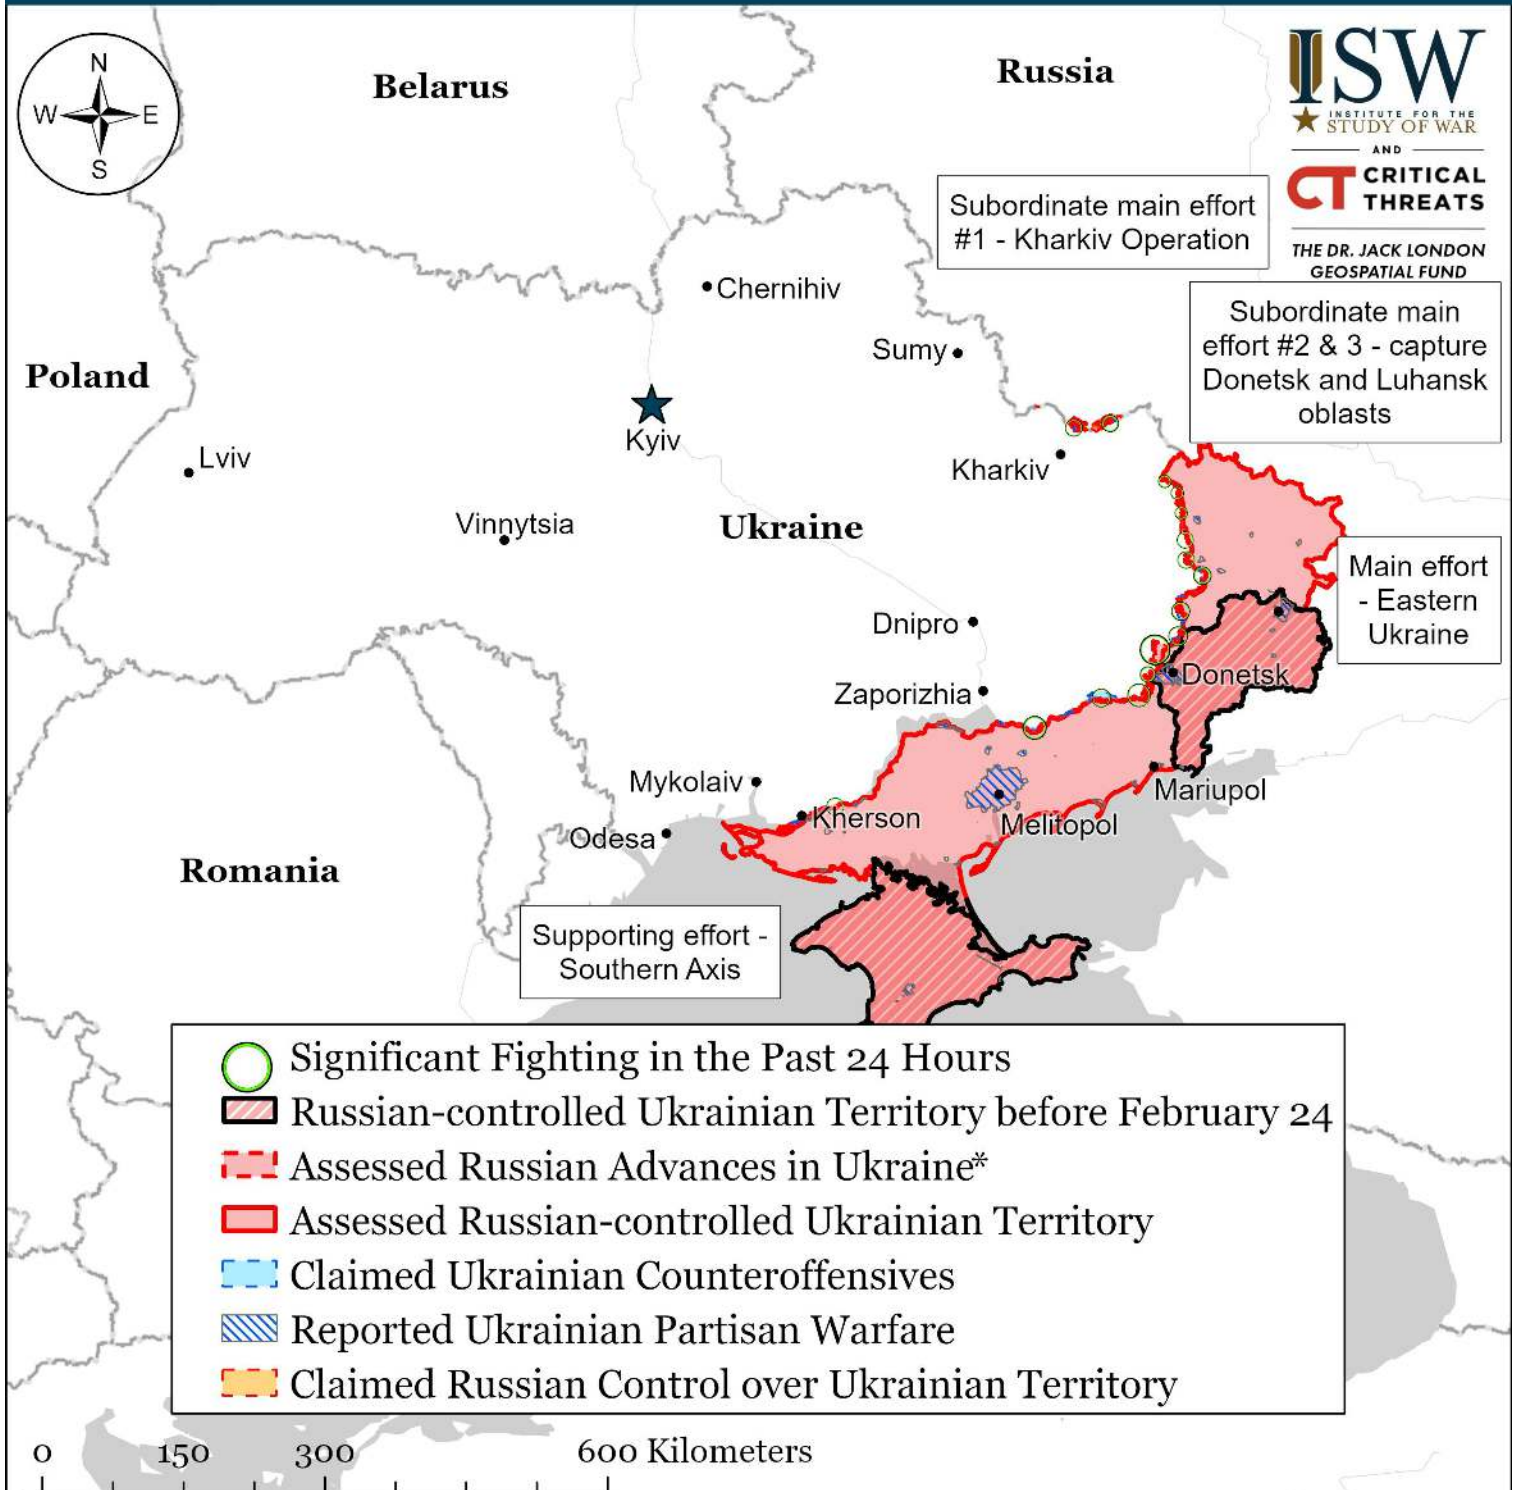 N
W
E
S
Belarus
Russia
ISW
INSTITUTE FOR THE
STUDY OF WAR
AND
CT CRITICAL
THREATS
THE DR. JACK LONDON
GEOSPATIAL FUND
Subordinate main effort
#1 - Kharkiv Operation
Subordinate main
effort #2 & 3 - capture
Donetsk and Luhansk
oblasts
Chernihiv
Sumy
Poland
Kyiv
Lviv
Kharkiv
Vinnytsia
Ukraine
Main effort
- Eastern
Ukraine
Dnipro
Donetsk
Zaporizhia
Mykolaiv
Mariupol
Kherson
Melitopol
Odesa
Romania
Supporting effort -
Southern Axis
Significant Fighting in the Past 24 Hours
Russian-controlled Ukrainian Territory before February 24
Assessed Russian Advances in Ukraine*
Assessed Russian-controlled Ukrainian Territory
Claimed Ukrainian Counteroffensives
Reported Ukrainian Partisan Warfare
Claimed Russian Control over Ukrainian Territory
0 150 300 600 Kilometers